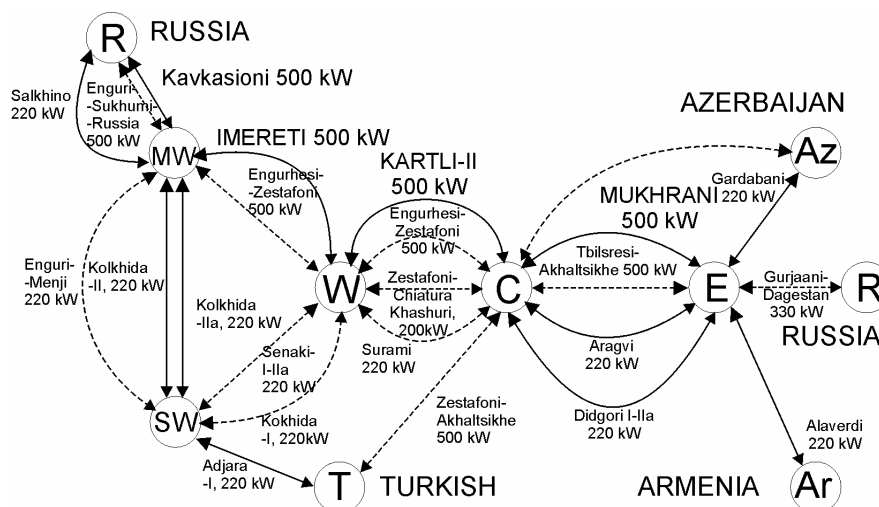 R
RUSSIA
Kavkasioni 500 kW
Salkhino
220 kW
Enguri-
-Sukhumi-
-Russia
500 kW
MW
IMERETI 500 kW
Engurhesi-
-Zestafoni
500 kW
KARTLI-II
500 kW
Engurhesi-
Zestafoni
500 kW
AZERBAIJAN
Az
Gardabani
220 kW
MUKHRANI
500 kW
Tbilsresi-
Akhaltsikhe 500 kW
Enguri-
-Menji
220 kW
Kolkhida
-II, 220 kW
Kolkhida
-IIa, 220 kW
W
Zestafoni-
-Chiatura
Khashuri,
200kW
C
E
Gurjaani-
Dagestan
330 kW
R
RUSSIA
Senaki-
I-IIa
220 kW
Surami
220 kW
Aragvi
220 kW
SW
Kokhida
-I, 220kW
Zestafoni-
-Akhaltsikhe
500 kW
Didgori I-IIa
220 kW
Alaverdi
220 kW
Adjara
-I, 220 kW
T
TURKISH
ARMENIA
Ar